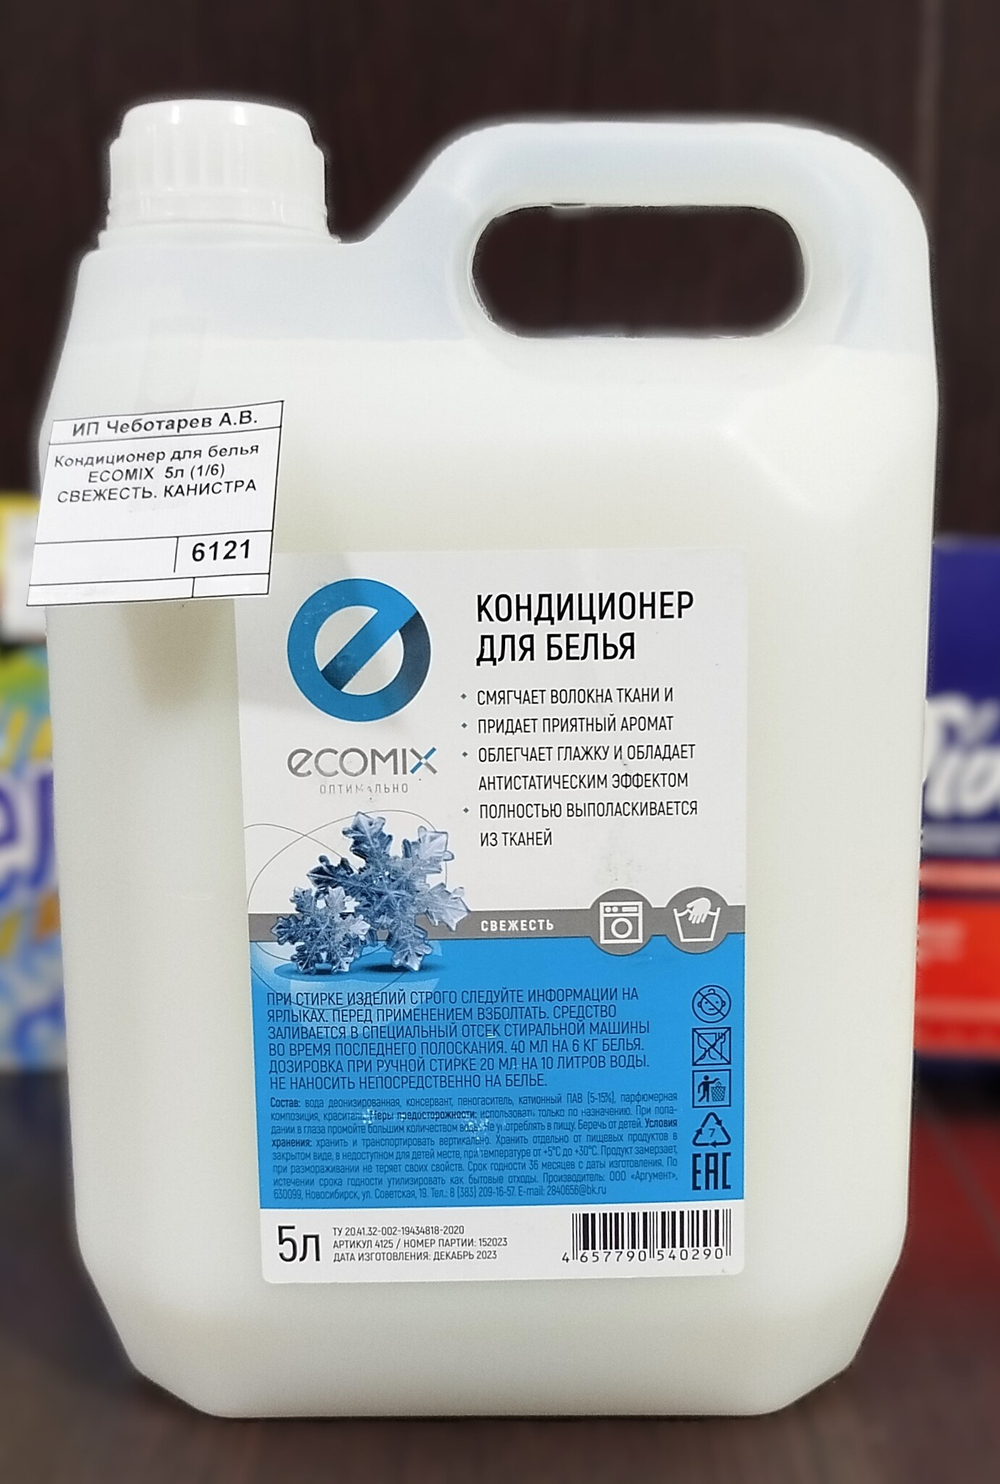 ИП Чеботарев А.В.
Кондиционер для белья
ECOMIX 5л (1/6)
СВЕЖЕСТЬ. КАНИСТРА
6121
КОНДИЦИОНЕР
ДЛЯ БЕЛЬЯ
ecomix
ОПТИМАЛЬНО
СМЯГЧАЕТ ВОЛОКНА ТКАНИ И
ПРИДАЕТ ПРИЯТНЫЙ АРОМАТ
ОБЛЕГЧАЕТ ГЛАЖКУ И ОБЛАДАЕТ
АНТИСТАТИЧЕСКИМ ЭФФЕКТОМ
ПОЛНОСТЬЮ ВЫПОЛАСКИВАЕТСЯ
ИЗ ТКАНЕЙ
СВЕЖЕСТЬ
ПРИ СТИРКЕ ИЗДЕЛИЙ СТРОГО СЛЕДУЙТЕ ИНФОРМАЦИИ НА
ЯРЛЫКАХ. ПЕРЕД ПРИМЕНЕНИЕМ ВЗБОЛТАТЬ. СРЕДСТВО
ЗАЛИВАЕТСЯ В СПЕЦИАЛЬНЫЙ ОТСЕК СТИРАЛЬНОЙ МАШИНЫ
ВО ВРЕМЯ ПОСЛЕДНЕГО ПОЛОСКАНИЯ. 40 МЛ НА 6 КГ БЕЛЬЯ.
ДОЗИРОВКА ПРИ РУЧНОЙ СТИРКЕ 20 МЛ НА 10 ЛИТРОВ ВОДЫ.
НЕ НАНОСИТЬ НЕПОСРЕДСТВЕННО НА БЕЛЬЕ.
Состав: вода деионизированная, консервант, пеногаситель, катионный ПАВ (5-15%), парфюмерная
композиция, краситель. Меры предосторожности: использовать только по назначению. При попа-
дании в глаза промойте большим количеством воды. Не употреблять в пищу. Беречь от детей. Условия
хранения: хранить и транспортировать вертикально. Хранить отдельно от пищевых продуктов в
закрытом виде, в недоступном для детей месте, при температуре от +5°С до +30°С. Продукт замерзает,
при размораживании не теряет своих свойств. Срок годности 36 месяцев с даты изготовления. По
истечении срока годности утилизировать как бытовые отходы. Производитель: ООО «Аргумент»,
630099, Новосибирск, ул. Советская, 19. Тел.: 8 (383) 209-16-57. E-mail: 2840656@bk.ru
7
EAC
5л
ТУ 20.41.32-002-19434818-2020
АРТИКУЛ 4125 / НОМЕР ПАРТИИ: 152023
ДАТА ИЗГОТОВЛЕНИЯ: ДЕКАБРЬ 2023
4 657790 540290